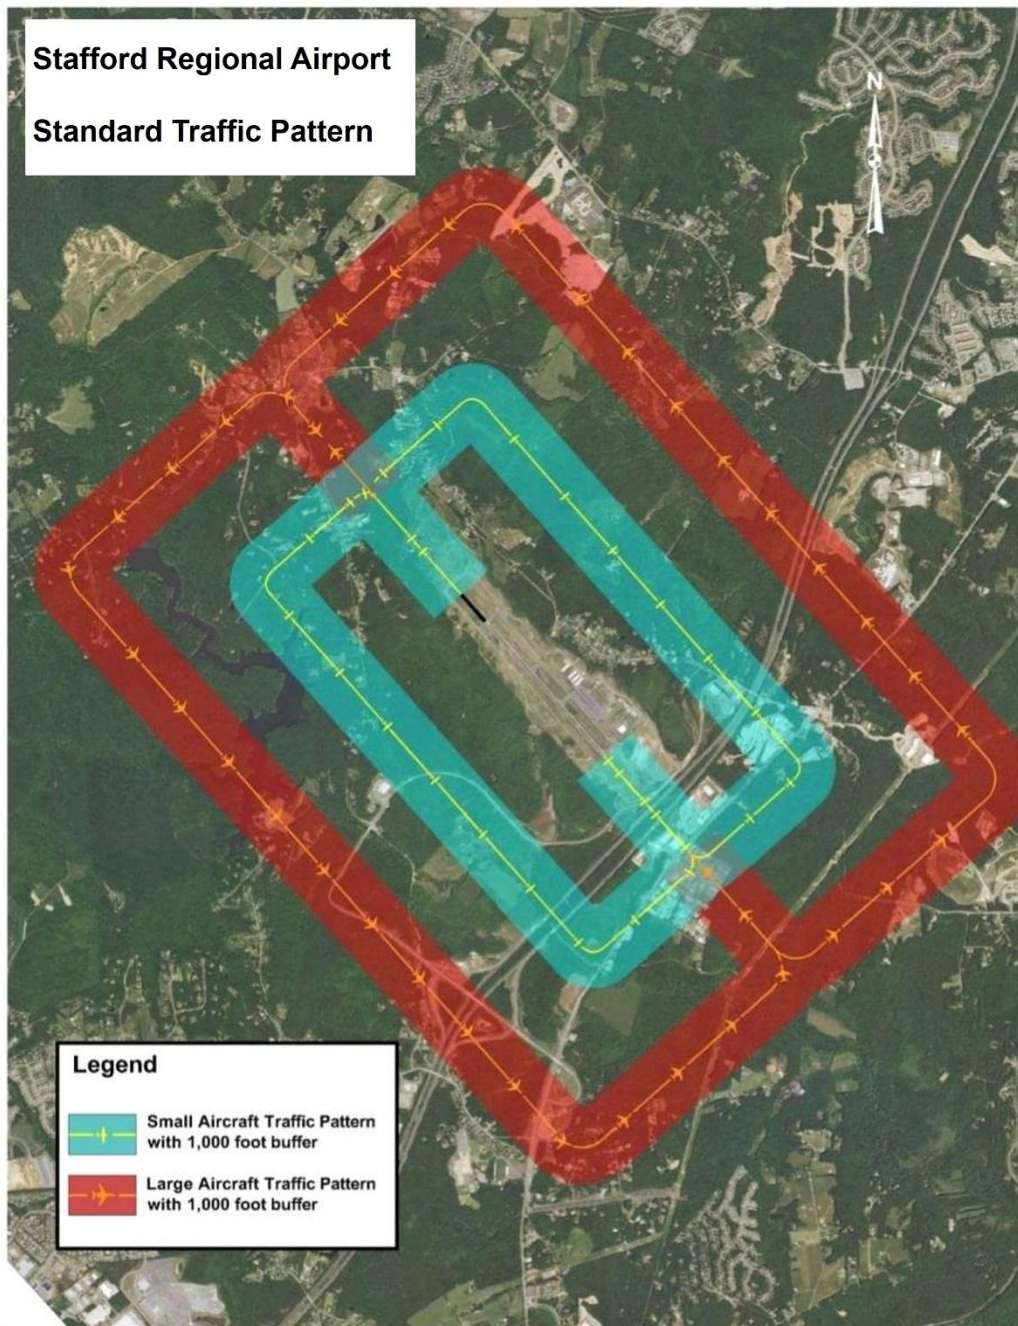 Stafford Regional Airport
Standard Traffic Pattern
N
Legend
Small Aircraft Traffic Pattern
with 1,000 foot buffer
Large Aircraft Traffic Pattern
with 1,000 foot buffer